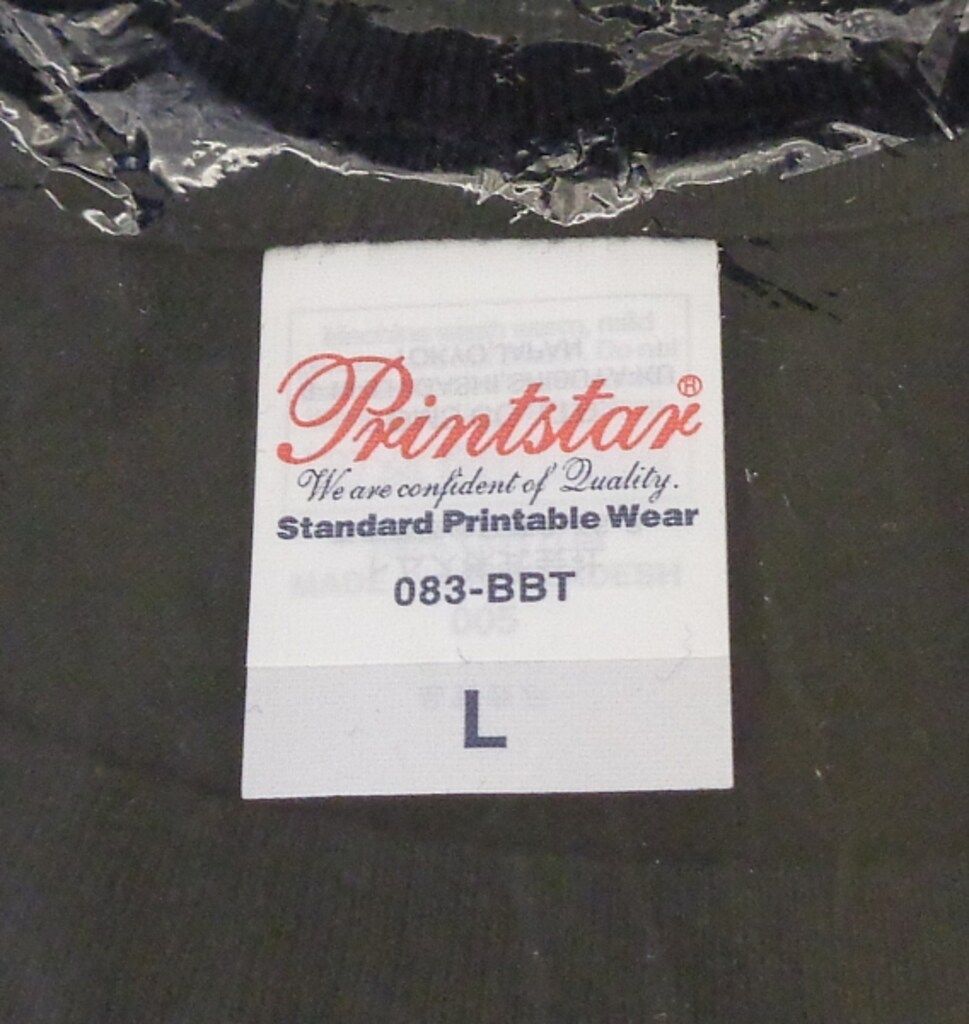 Printstar®
We are confident of Quality.
Standard Printable Wear
083-BBT
L